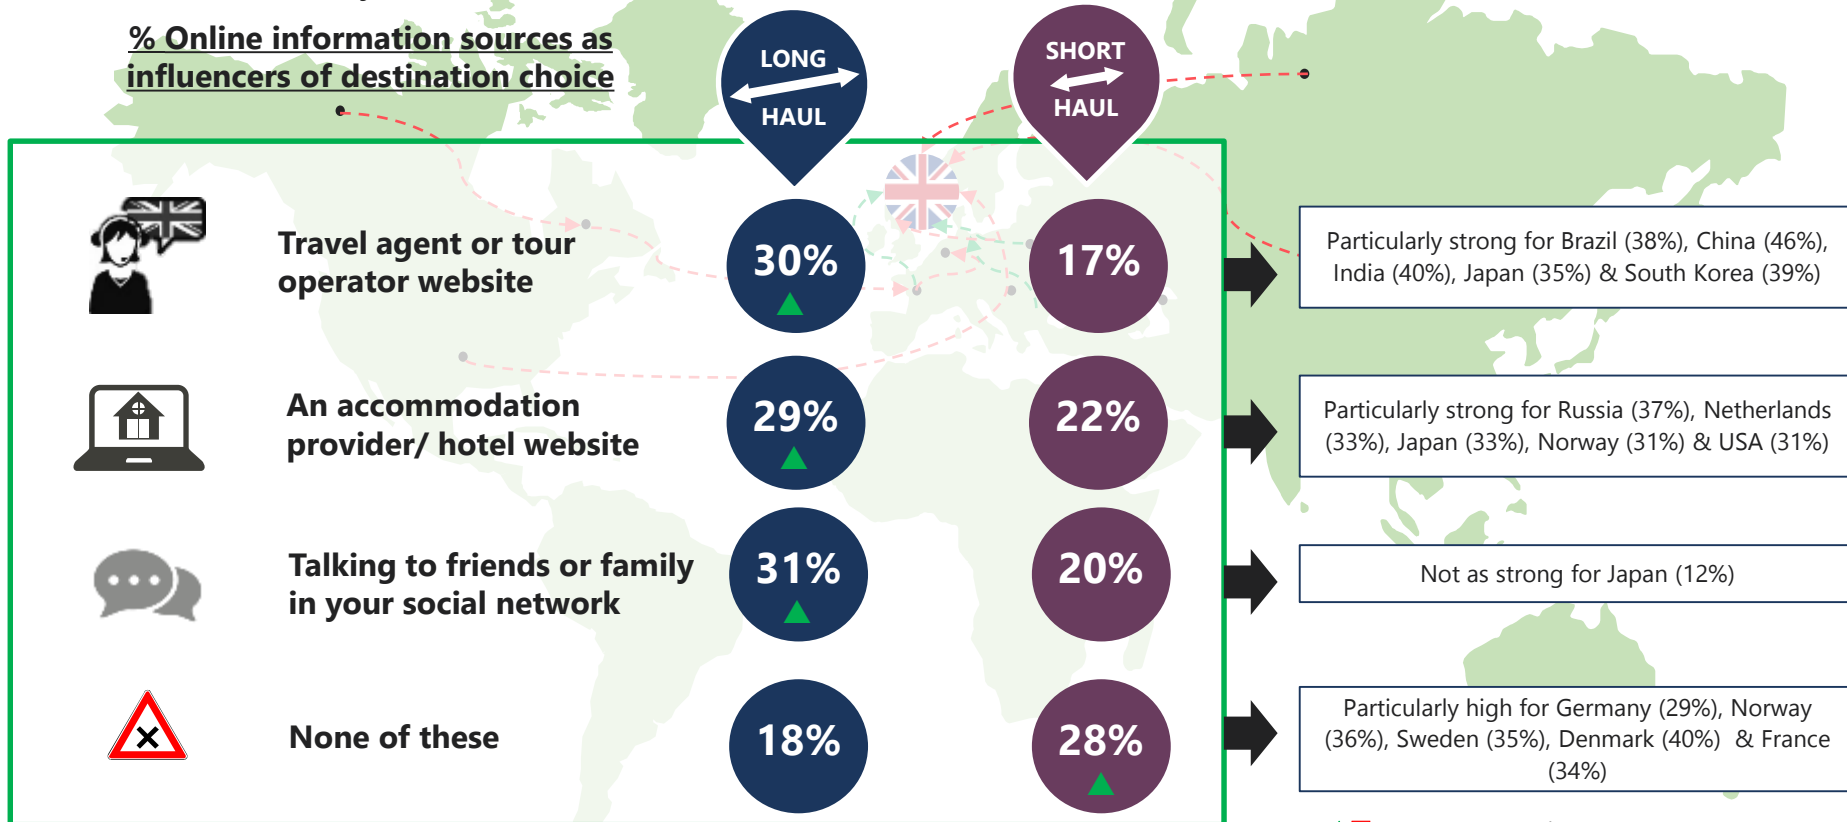 % Online information sources as
influencers of destination choice
LONG
HAUL
SHORT
HAUL
Travel agent or tour
operator website
30%
17%
Particularly strong for Brazil (38%), China (46%),
India (40%), Japan (35%) & South Korea (39%)
An accommodation
provider/ hotel website
29%
22%
Particularly strong for Russia (37%), Netherlands
(33%), Japan (33%), Norway (31%) & USA (31%)
Talking to friends or family
in your social network
31%
20%
Not as strong for Japan (12%)
None of these
18%
28%
Particularly high for Germany (29%), Norway
(36%), Sweden (35%), Denmark (40%) & France
(34%)